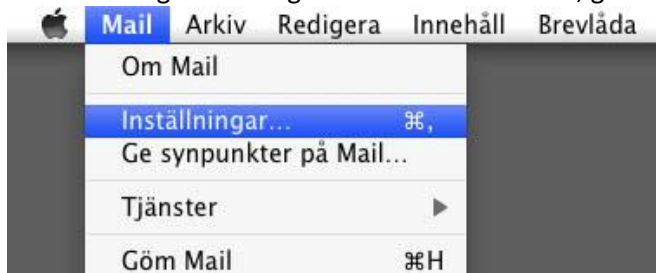 Mail Arkiv Redigera Innehåll Brevlåda
Om Mail
Inställningar... ⌘,
Ge synpunkter på Mail...
Tjänster ▶
Göm Mail ⌘H